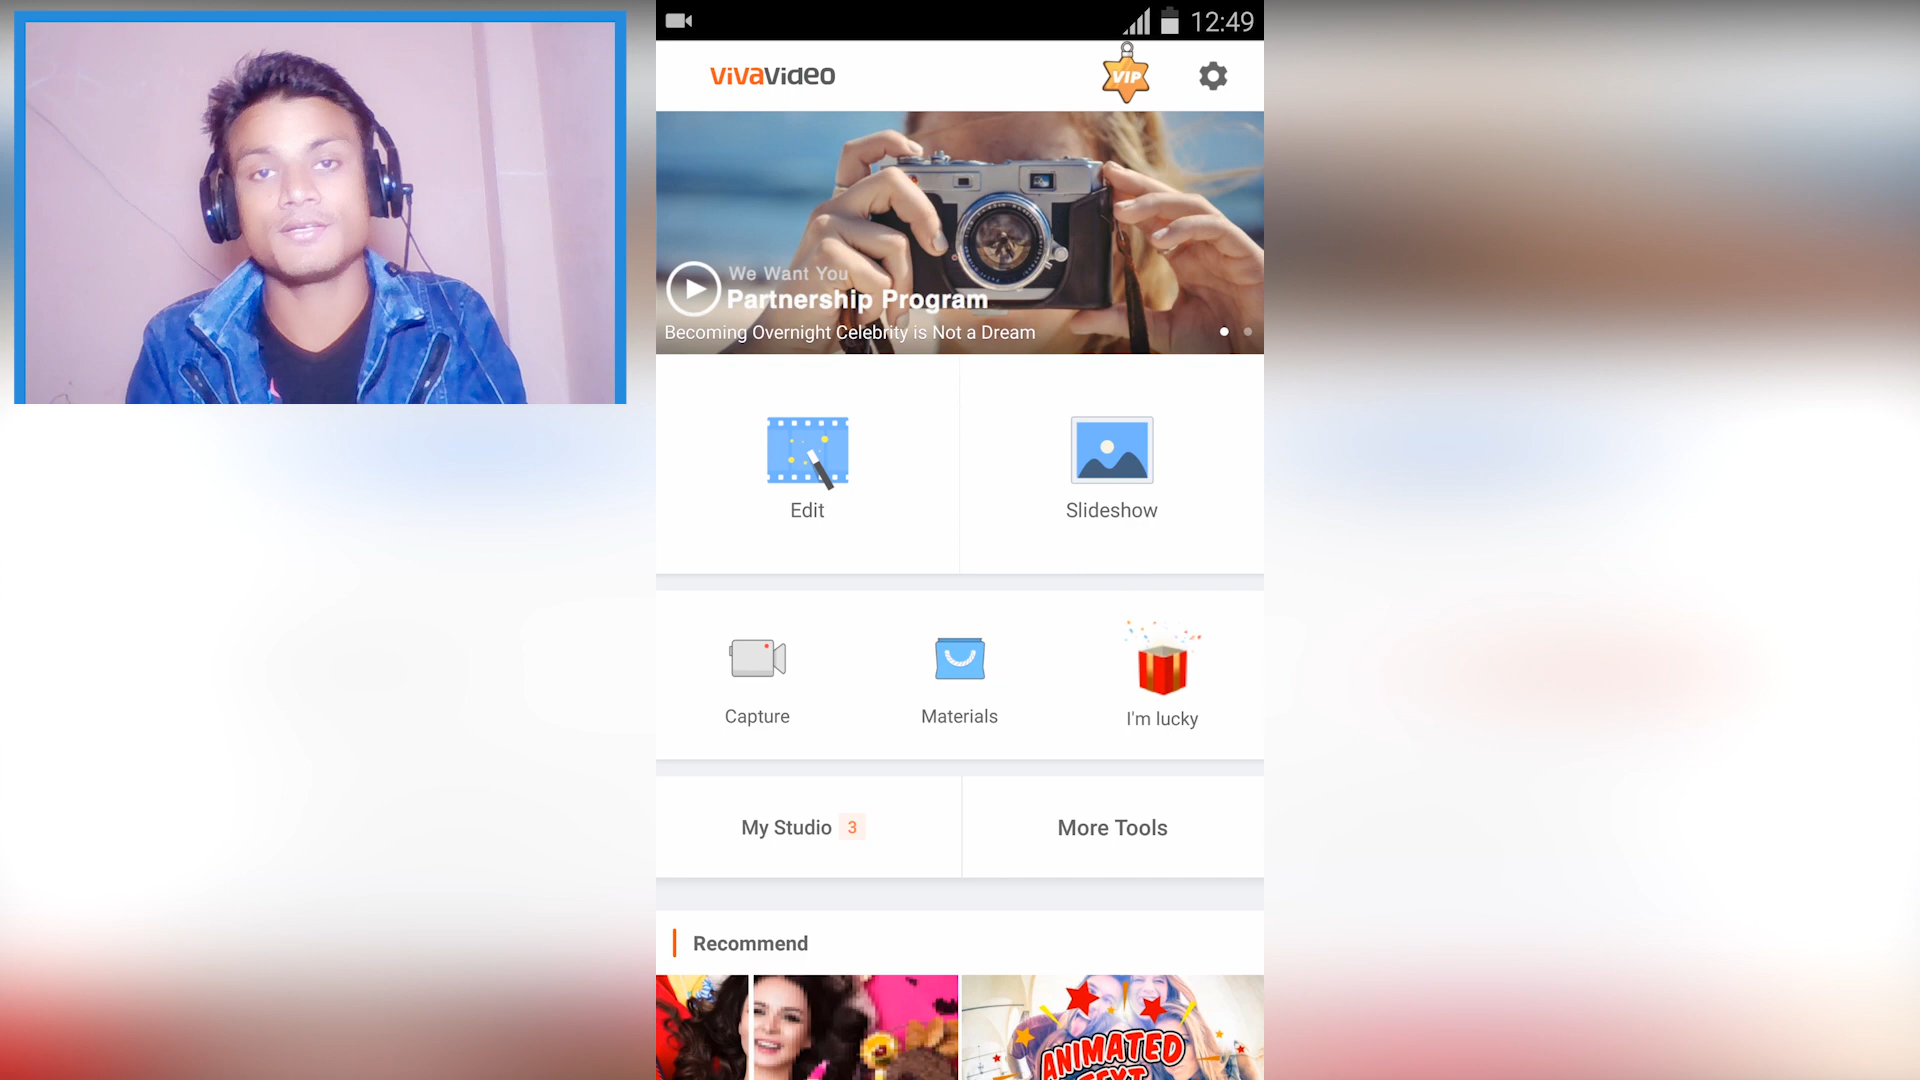 12:49
VivaVideo
VIP
We Want You
Partnership Program
Becoming Overnight Celebrity is Not a Dream
Edit
Slideshow
Capture
Materials
I'm lucky
My Studio 3
More Tools
Recommend
ANIMATED
TEXT